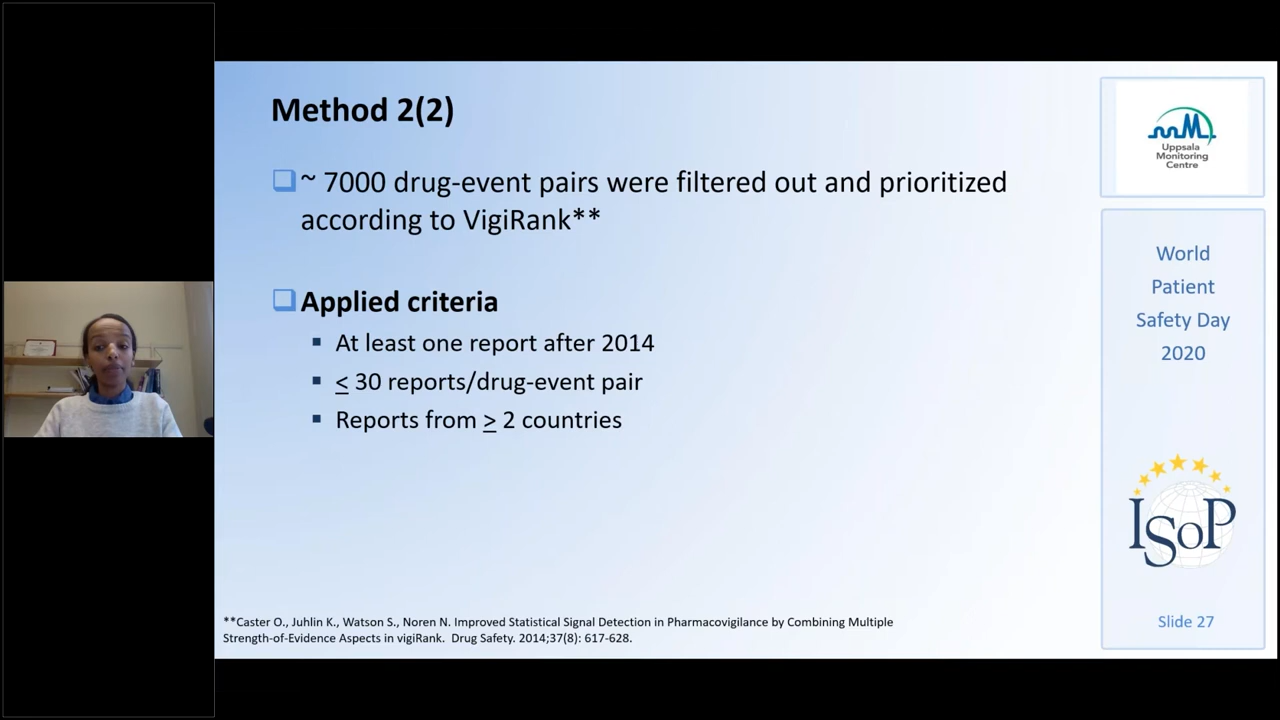 Method 2(2)
~ 7000 drug-event pairs were filtered out and prioritized
according to VigiRank**
Applied criteria
At least one report after 2014
≤ 30 reports/drug-event pair
Reports from ≥ 2 countries
**Caster O., Juhlin K., Watson S., Noren N. Improved Statistical Signal Detection in Pharmacovigilance by Combining Multiple
Strength-of-Evidence Aspects in vigiRank. Drug Safety. 2014;37(8): 617-628.
Uppsala
Monitoring
Centre
World
Patient
Safety Day
2020
ISoP
Slide 27